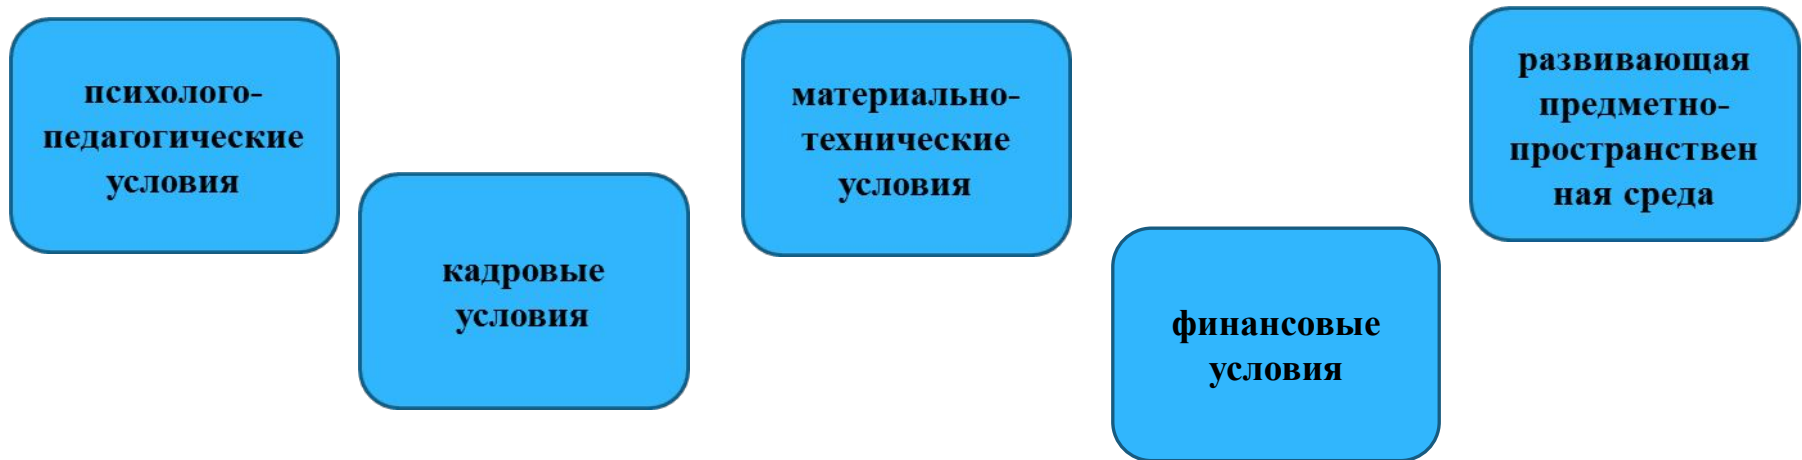 психолого-
педагогические
условия
кадровые
условия
материально-
технические
условия
финансовые
условия
развивающая
предметно-
пространствен
ная среда